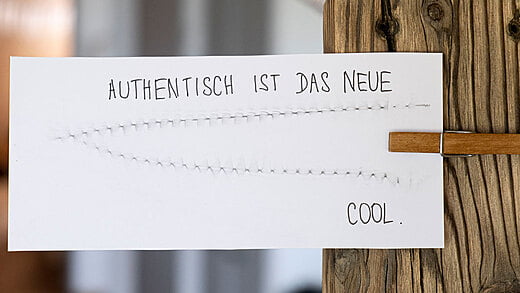 AUTHENTISCH IST DAS NEUE
COOL.